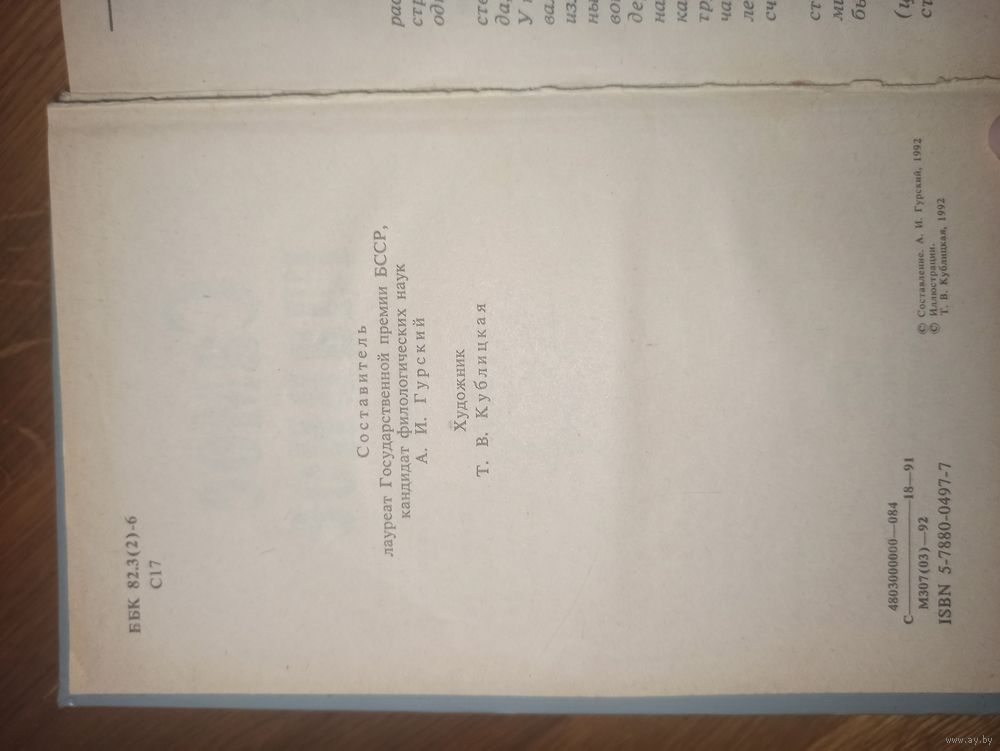 ББК 82.3(2)-6
С17
Составитель
лауреат Государственной премии БССР,
кандидат филологических наук
А. И. Гурский
Художник
Т. В. Кублицкая
4803000000—084
С————18—91
М307(03)—92
ISBN 5-7880-0497-7
© Составление. А. И. Гурский, 1992
© Иллюстрации.
Т. В. Кублицкая, 1992
www.ay.by